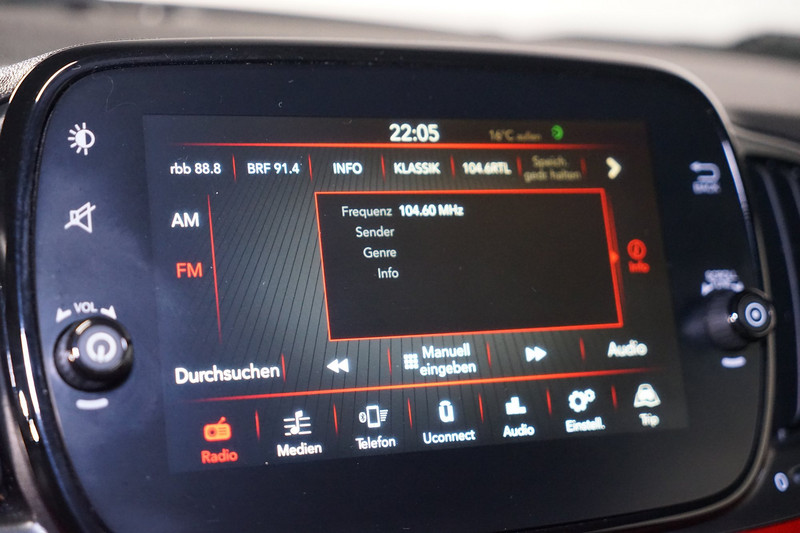 22:05
16°C außen
rbb 88.8
BRF 91.4
INFO
KLASSIK
104.6RTL
Speich.
gedr. halten
AM
FM
Frequenz 104.60 MHz
Sender
Genre
Info
Info
VOL
Durchsuchen
Manuell
eingeben
Audio
Radio
Medien
Telefon
Uconnect
Audio
Einstell.
Trip